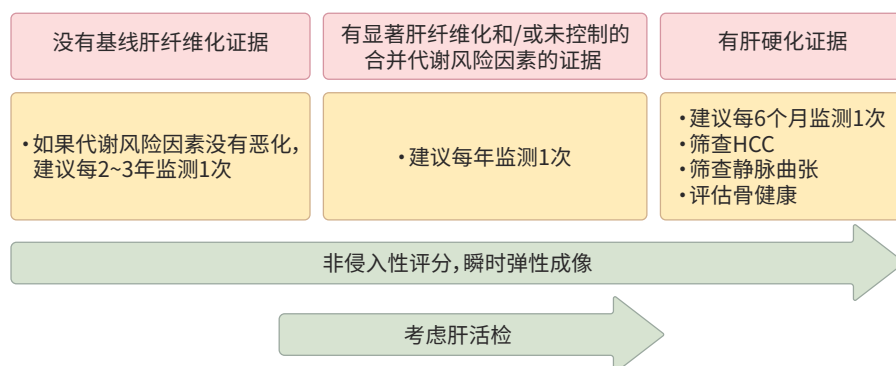 没有基线肝纤维化证据
有显著肝纤维化和/或未控制的
合并代谢风险因素的证据
有肝硬化证据
·如果代谢风险因素没有恶化，
建议每2~3年监测1次
·建议每年监测1次
·建议每6个月监测1次
·筛查HCC
·筛查静脉曲张
·评估骨健康
非侵入性评分，瞬时弹性成像
考虑肝活检